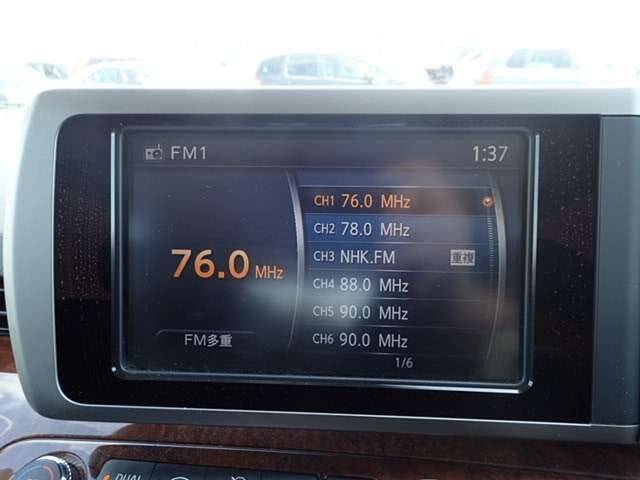 FM1 1:37
CH1 76.0 MHz
CH2 78.0 MHz
76.0 MHz
CH3 NHK.FM 重複
CH4 88.0 MHz
CH5 90.0 MHz
FM多重
CH6 90.0 MHz
1/6
DUAL